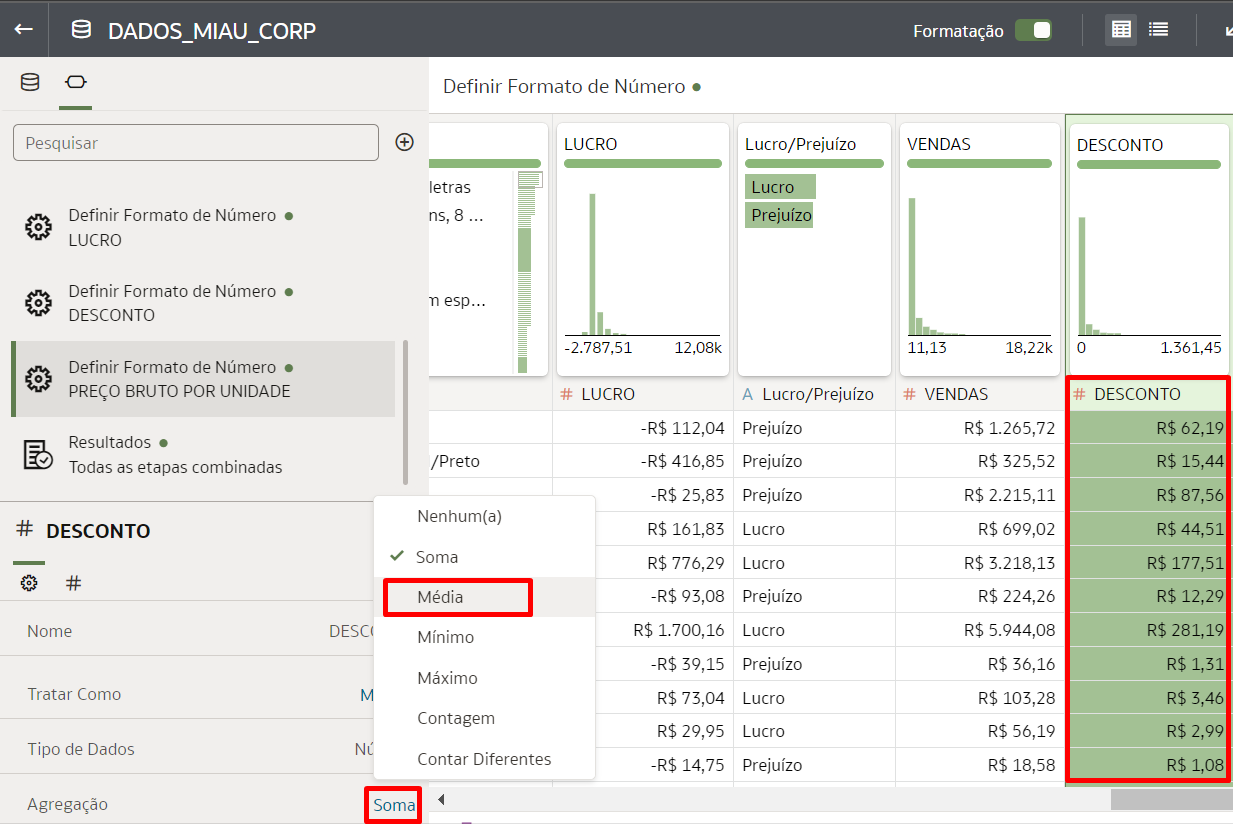 DADOS_MIAU_CORP
Formatação
Definir Formato de Número
Pesquisar
Definir Formato de Número
LUCRO
Definir Formato de Número
DESCONTO
Definir Formato de Número
PREÇO BRUTO POR UNIDADE
Resultados
Todas as etapas combinadas
letras
ns, 8 ...
m esp...
LUCRO
-2.787,51 12,08k
Lucro/Prejuízo
Lucro
Prejuízo
VENDAS
11,13 18,22k
DESCONTO
0 1.361,45
# LUCRO A Lucro/Prejuízo # VENDAS # DESCONTO
-R$ 112,04 Prejuízo R$ 1.265,72 R$ 62,19
/Preto -R$ 416,85 Prejuízo R$ 325,52 R$ 15,44
-R$ 25,83 Prejuízo R$ 2.215,11 R$ 87,56
R$ 161,83 Lucro R$ 699,02 R$ 44,51
R$ 776,29 Lucro R$ 3.218,13 R$ 177,51
-R$ 93,08 Prejuízo R$ 224,26 R$ 12,29
R$ 1.700,16 Lucro R$ 5.944,08 R$ 281,19
-R$ 39,15 Prejuízo R$ 36,16 R$ 1,31
R$ 73,04 Lucro R$ 103,28 R$ 3,46
R$ 29,95 Lucro R$ 56,19 R$ 2,99
-R$ 14,75 Prejuízo R$ 18,58 R$ 1,08
# DESCONTO
#
Nome DESC
Tratar Como M
Tipo de Dados Nú
Agregação Soma
Nenhum(a)
Soma
Média
Mínimo
Máximo
Contagem
Contar Diferentes